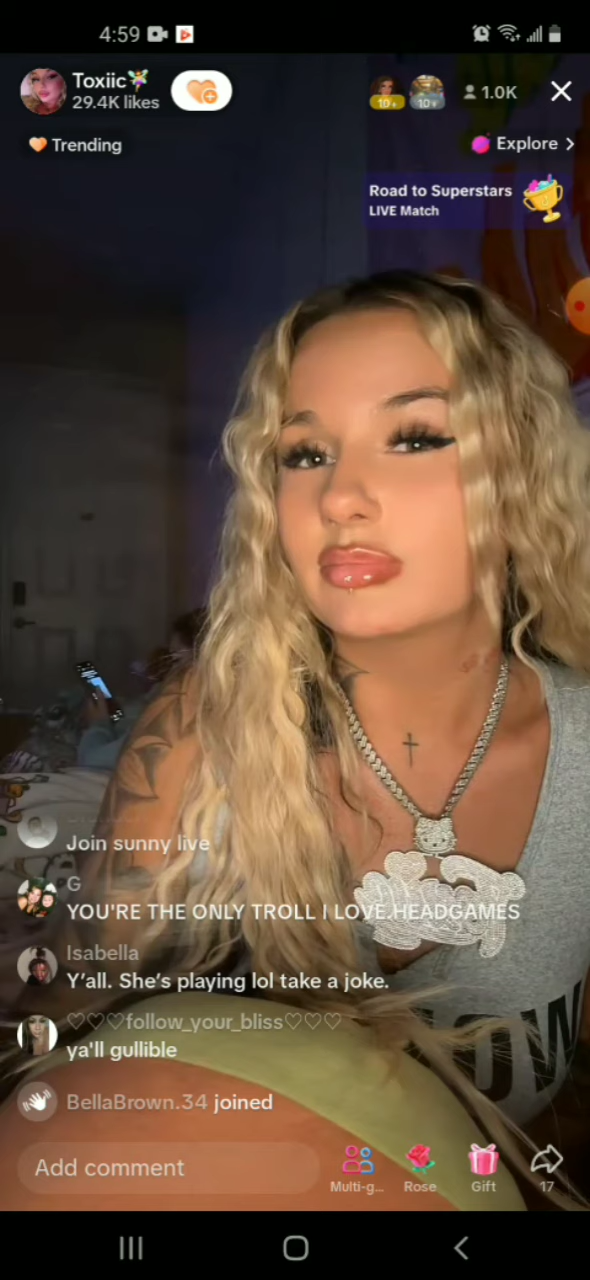 4:59
Toxiic🧚
29.4K likes
10+
10+
1.0K
Trending
Explore >
Road to Superstars
LIVE Match
Join sunny live
G
YOU'RE THE ONLY TROLL I LOVE.HEADGAMES
Isabella
Y'all. She's playing lol take a joke.
♡♡♡follow_your_bliss♡♡♡
ya'll gullible
BellaBrown.34 joined
Add comment
Multi-g...
Rose
Gift
17